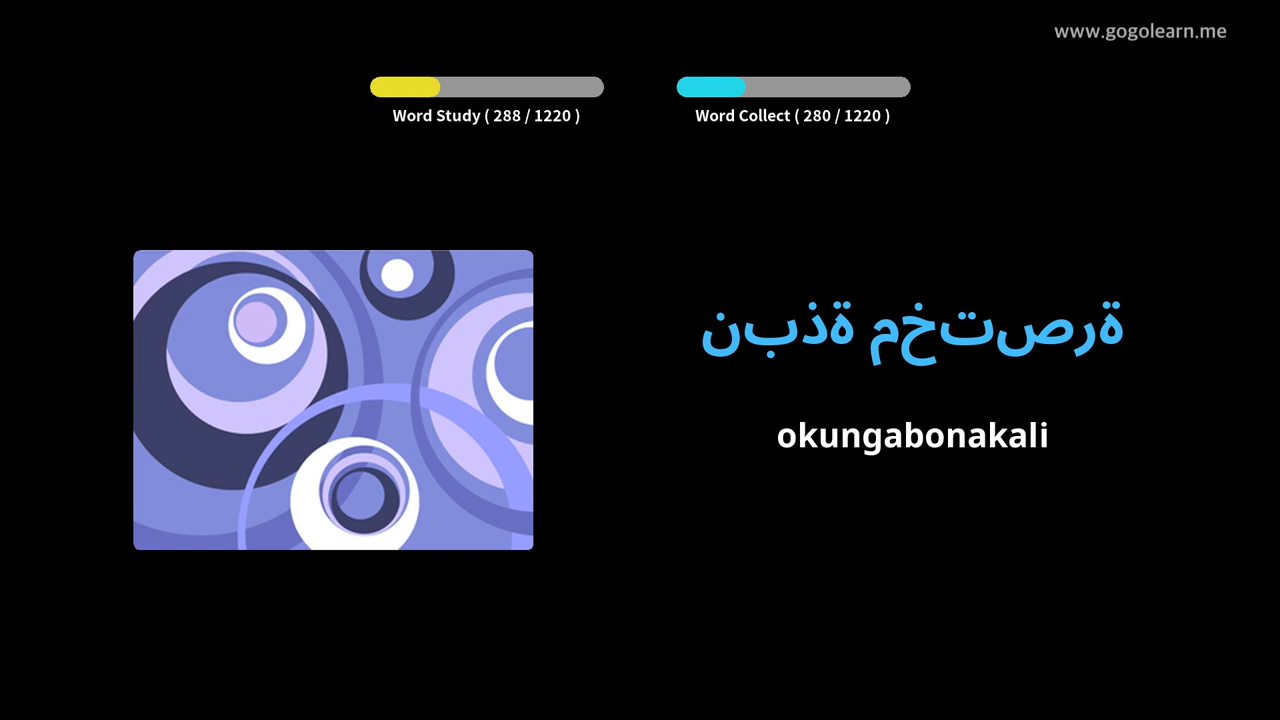 www.gogolearn.me
Word Study ( 288 / 1220 )
Word Collect ( 280 / 1220 )
نبذة مختصرة
okungabonakali